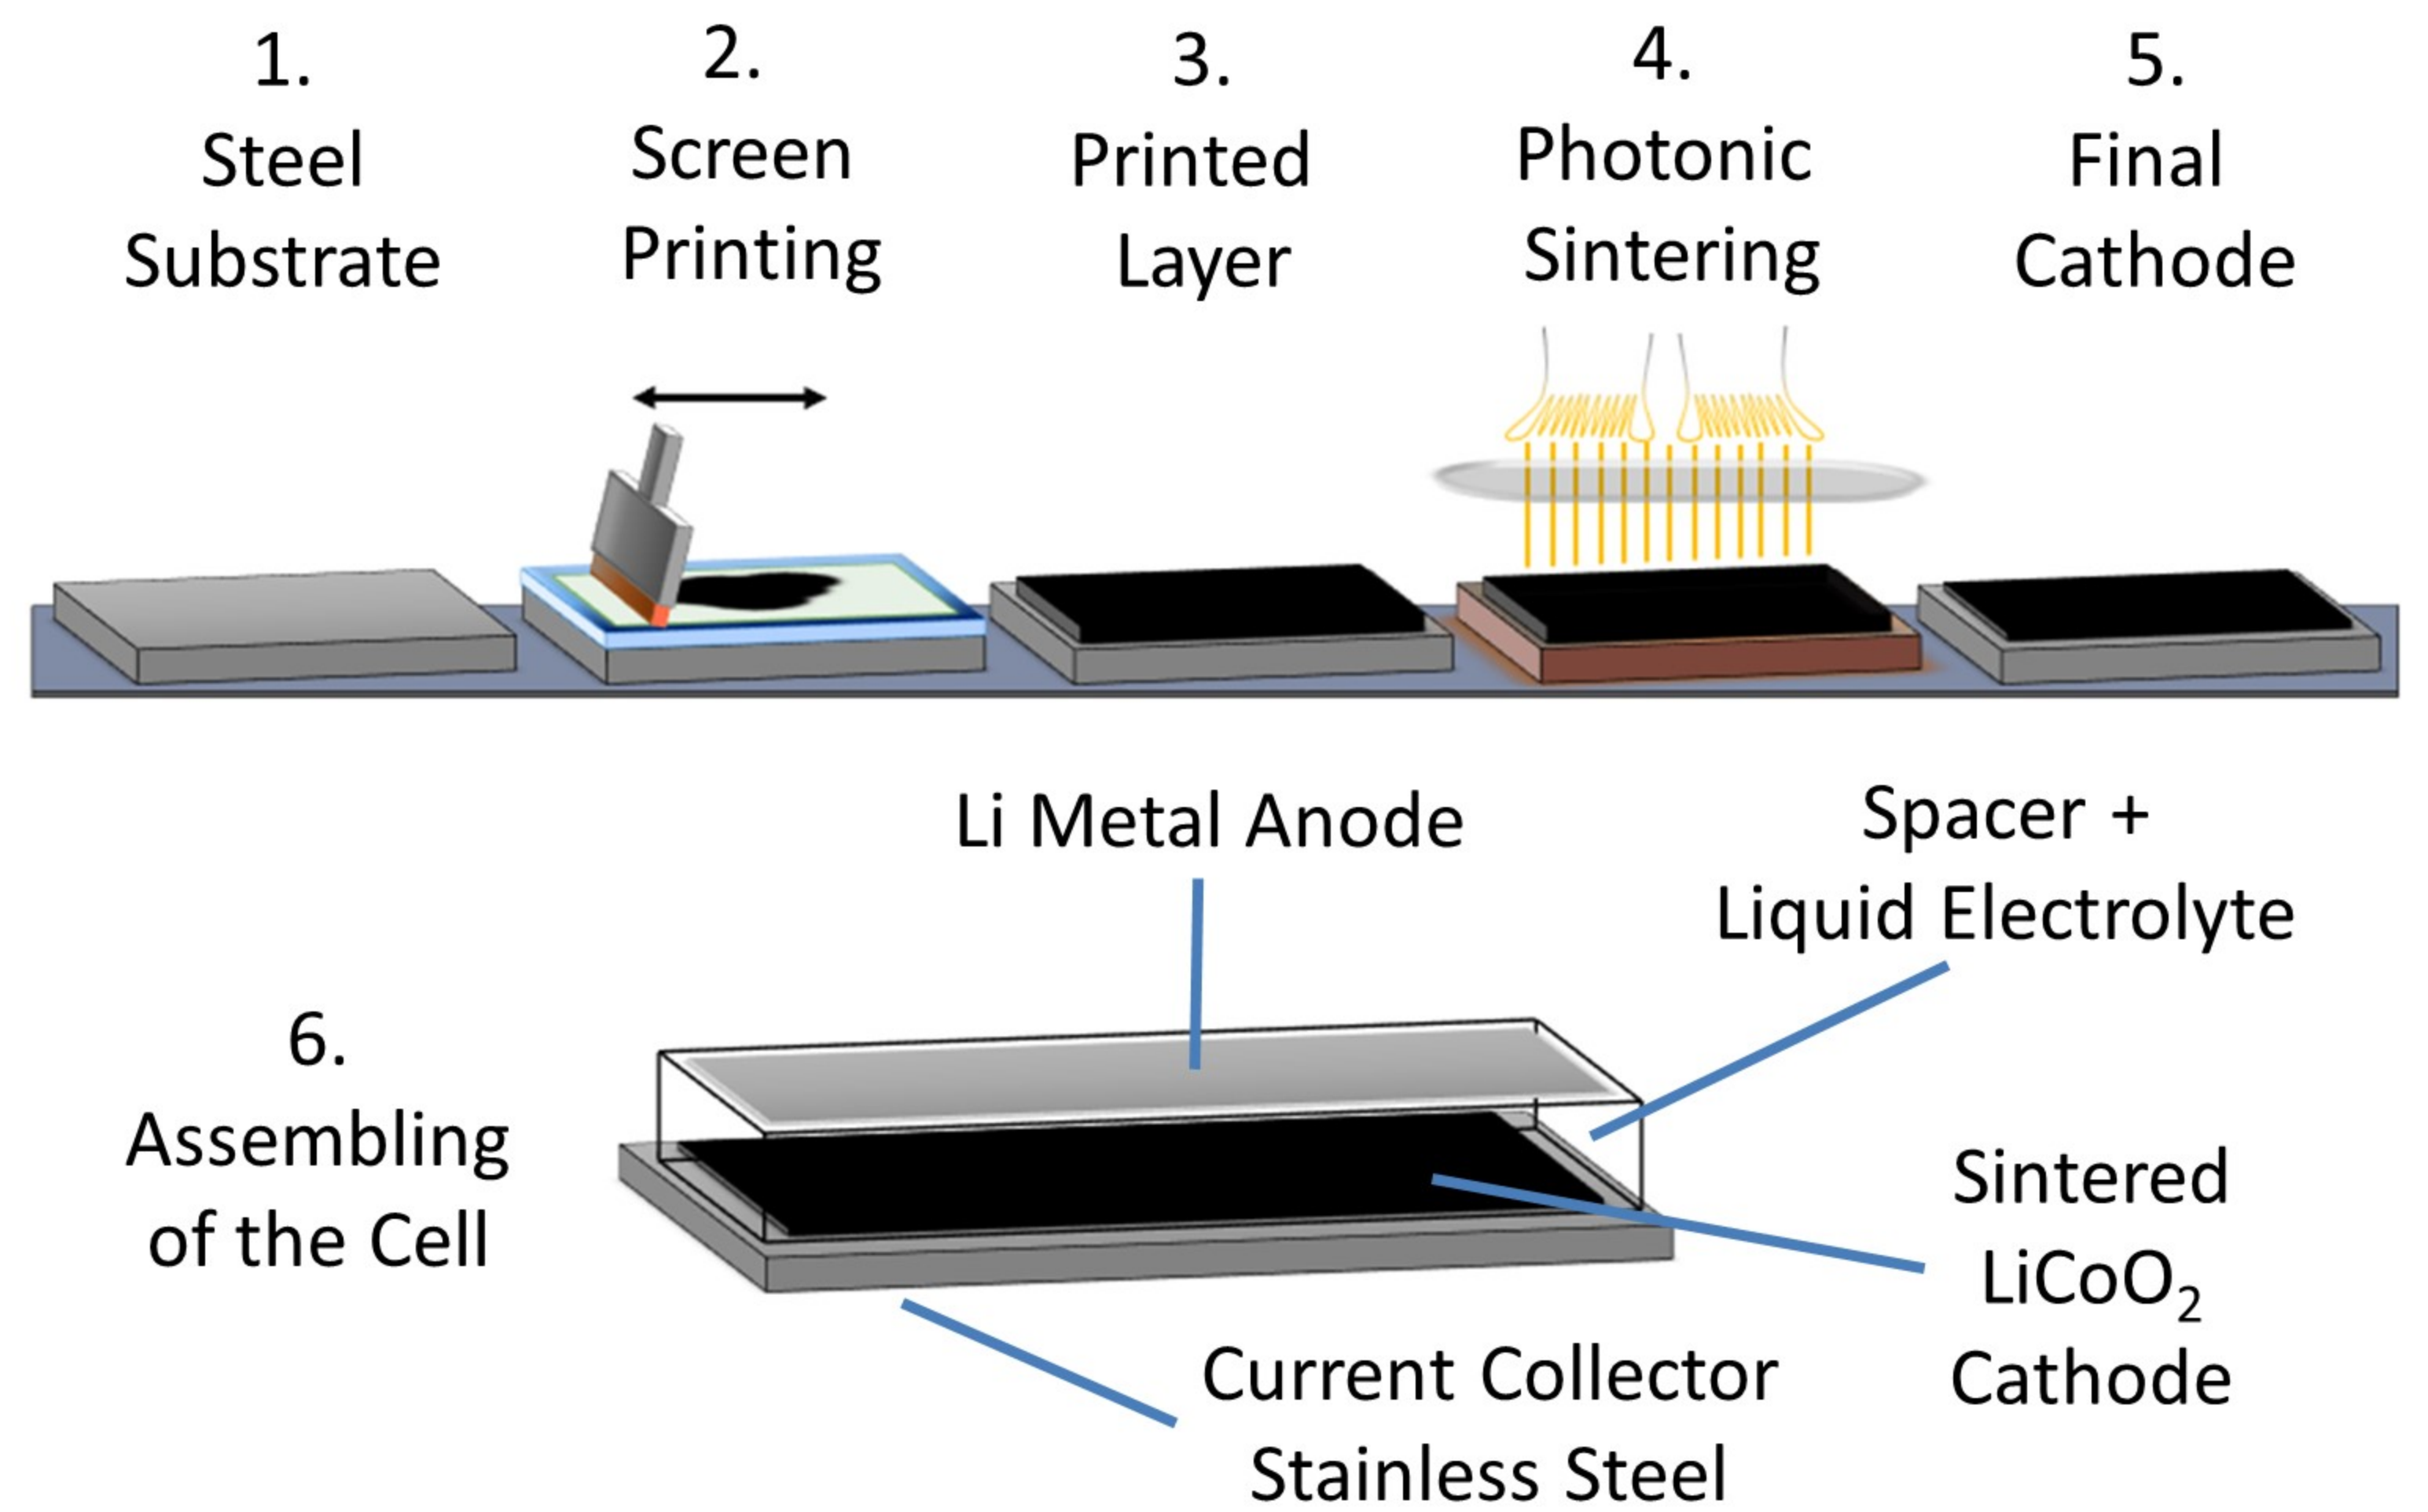 1.
Steel
Substrate
2.
Screen
Printing
3.
Printed
Layer
4.
Photonic
Sintering
5.
Final
Cathode
Li Metal Anode
Spacer +
Liquid Electrolyte
6.
Assembling
of the Cell
Sintered
LiCoO₂
Cathode
Current Collector
Stainless Steel